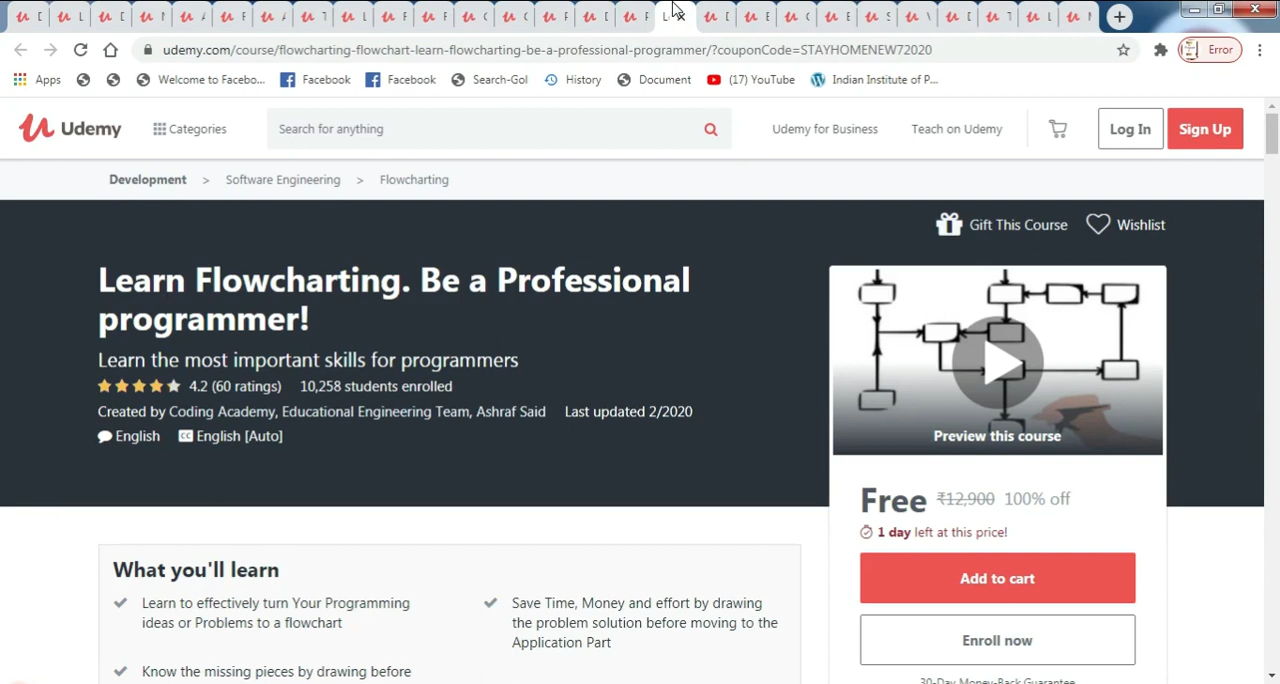 udemy.com/course/flowcharting-flowchart-learn-flowcharting-be-a-professional-programmer/?couponCode=STAYHOMENEW72020
Error
Apps
Welcome to Facebo...
Facebook
Facebook
Search-Gol
History
Document
(17) YouTube
Indian Institute of P...
Udemy
Categories
Search for anything
Udemy for Business
Teach on Udemy
Log In
Sign Up
Development > Software Engineering > Flowcharting
Gift This Course
Wishlist
Learn Flowcharting. Be a Professional
programmer!
Learn the most important skills for programmers
4.2 (60 ratings) 10,258 students enrolled
Created by Coding Academy, Educational Engineering Team, Ashraf Said Last updated 2/2020
English
CC English [Auto]
Preview this course
Free ₹12,900 100% off
1 day left at this price!
Add to cart
Enroll now
30-Day Money-Back Guarantee
What you'll learn
Learn to effectively turn Your Programming
ideas or Problems to a flowchart
Know the missing pieces by drawing before
Save Time, Money and effort by drawing
the problem solution before moving to the
Application Part